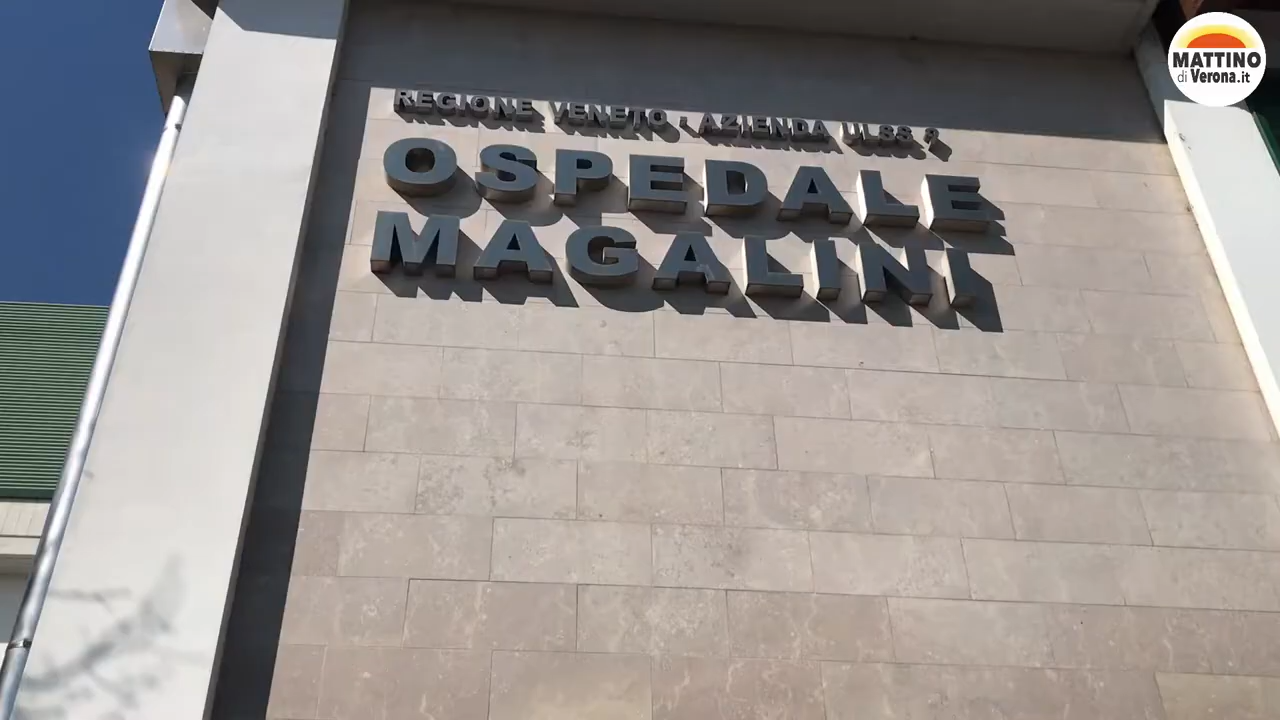 REGIONE VENETO - AZIENDA ULSS 9
OSPEDALE
MAGALINI
MATTINO
di Verona.it